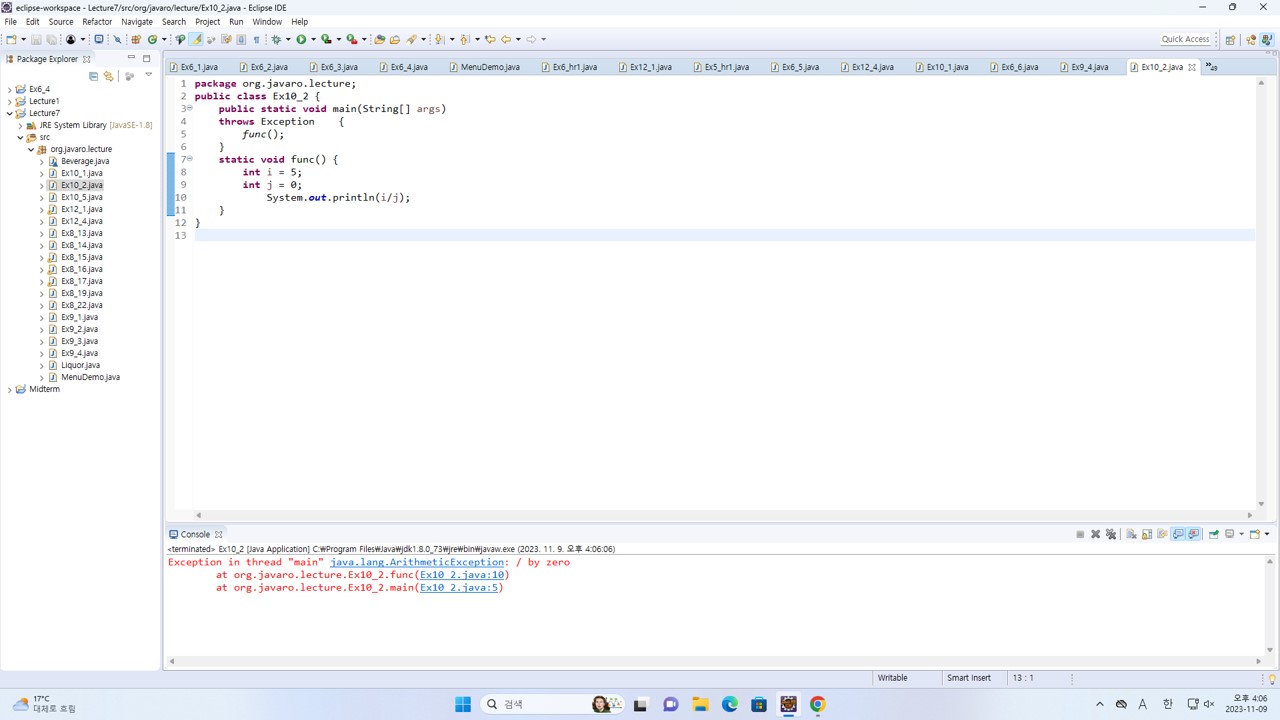 eclipse-workspace - Lecture7/src/org/javaro/lecture/Ex10_2.java - Eclipse IDE
File Edit Source Refactor Navigate Search Project Run Window Help
Quick Access
Package Explorer
Ex6_1.java Ex6_2.java Ex6_3.java Ex6_4.java MenuDemo.java Ex6_hr1.java Ex12_1.java Ex5_hr1.java Ex6_5.java Ex12_4.java Ex10_1.java Ex6_6.java Ex9_4.java Ex10_2.java »43
Ex6_4
Lecture1
Lecture7
JRE System Library [JavaSE-1.8]
src
org.javaro.lecture
Beverage.java
Ex10_1.java
Ex10_2.java
Ex10_5.java
Ex12_1.java
Ex12_4.java
Ex8_13.java
Ex8_14.java
Ex8_15.java
Ex8_16.java
Ex8_17.java
Ex8_19.java
Ex8_22.java
Ex9_1.java
Ex9_2.java
Ex9_3.java
Ex9_4.java
Liquor.java
MenuDemo.java
Midterm
1 package org.javaro.lecture;
2 public class Ex10_2 {
3 public static void main(String[] args)
4 throws Exception {
5 func();
6 }
7 static void func() {
8 int i = 5;
9 int j = 0;
10 System.out.println(i/j);
11 }
12 }
13
Console
<terminated> Ex10_2 [Java Application] C:₩Program Files₩Java₩jdk1.8.0_73₩jre₩bin₩javaw.exe (2023. 11. 9. 오후 4:06:06)
Exception in thread "main" java.lang.ArithmeticException: / by zero
at org.javaro.lecture.Ex10_2.func(Ex10_2.java:10)
at org.javaro.lecture.Ex10_2.main(Ex10_2.java:5)
Writable Smart Insert 13 : 1
17°C
대체로 흐림
검색
A 한
오후 4:06
2023-11-09